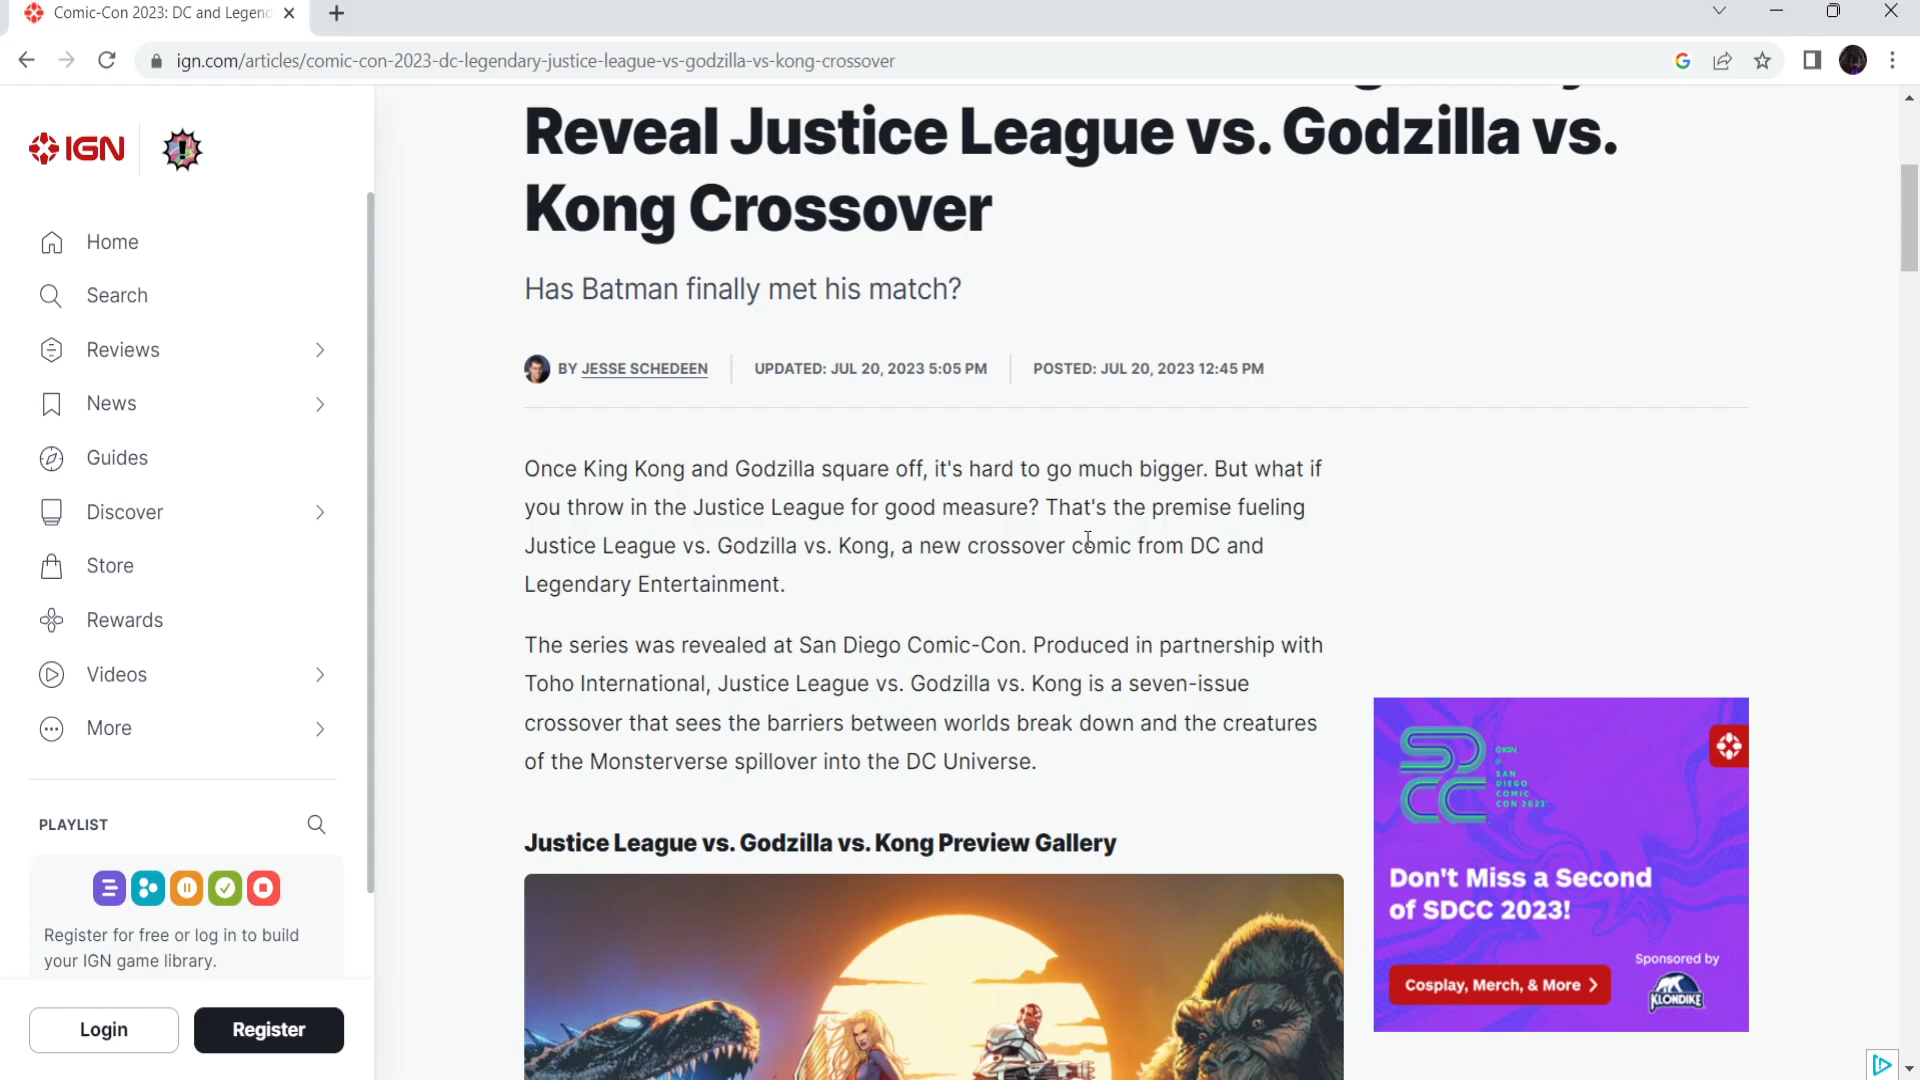 Comic-Con 2023: DC and Legend
ign.com/articles/comic-con-2023-dc-legendary-justice-league-vs-godzilla-vs-kong-crossover
IGN
Home
Search
Reviews
News
Guides
Discover
Store
Rewards
Videos
More
PLAYLIST
Register for free or log in to build
your IGN game library.
Login
Register
Reveal Justice League vs. Godzilla vs.
Kong Crossover
Has Batman finally met his match?
BY JESSE SCHEDEEN
UPDATED: JUL 20, 2023 5:05 PM
POSTED: JUL 20, 2023 12:45 PM
Once King Kong and Godzilla square off, it's hard to go much bigger. But what if
you throw in the Justice League for good measure? That's the premise fueling
Justice League vs. Godzilla vs. Kong, a new crossover comic from DC and
Legendary Entertainment.
The series was revealed at San Diego Comic-Con. Produced in partnership with
Toho International, Justice League vs. Godzilla vs. Kong is a seven-issue
crossover that sees the barriers between worlds break down and the creatures
of the Monsterverse spillover into the DC Universe.
Justice League vs. Godzilla vs. Kong Preview Gallery
SDCC
IGN
@
SAN
DIEGO
COMIC
CON 2023
Don't Miss a Second
of SDCC 2023!
Cosplay, Merch, & More
Sponsored by
KLONDIKE